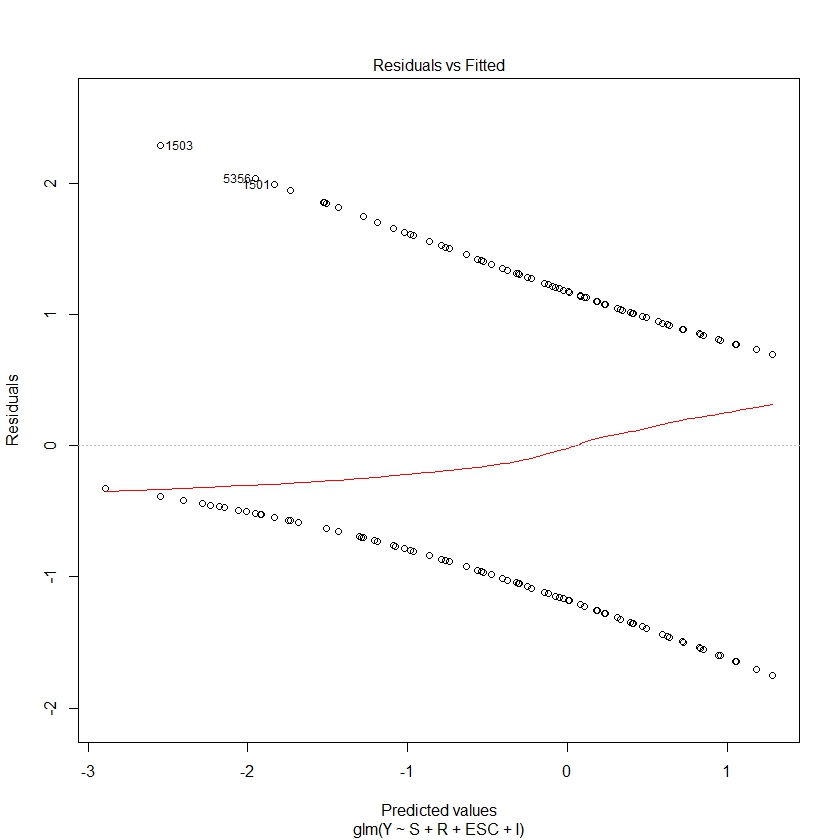 Residuals vs Fitted
2
1
0
-1
-2
Residuals
1503
5356
1501
-3 -2 -1 0 1
Predicted values
glm(Y ~ S + R + ESC + I)